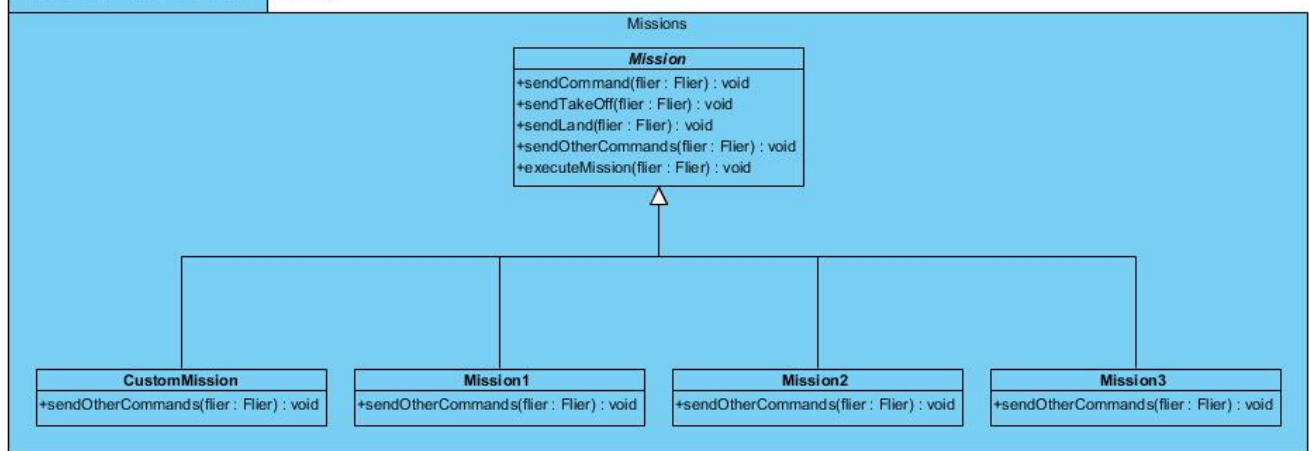 Missions
Mission
+sendCommand(flier : Flier) : void
+sendTakeOff(flier : Flier) : void
+sendLand(flier : Flier) : void
+sendOtherCommands(flier : Flier) : void
+executeMission(flier : Flier) : void
CustomMission
+sendOtherCommands(flier : Flier) : void
Mission1
+sendOtherCommands(flier : Flier) : void
Mission2
+sendOtherCommands(flier : Flier) : void
Mission3
+sendOtherCommands(flier : Flier) : void